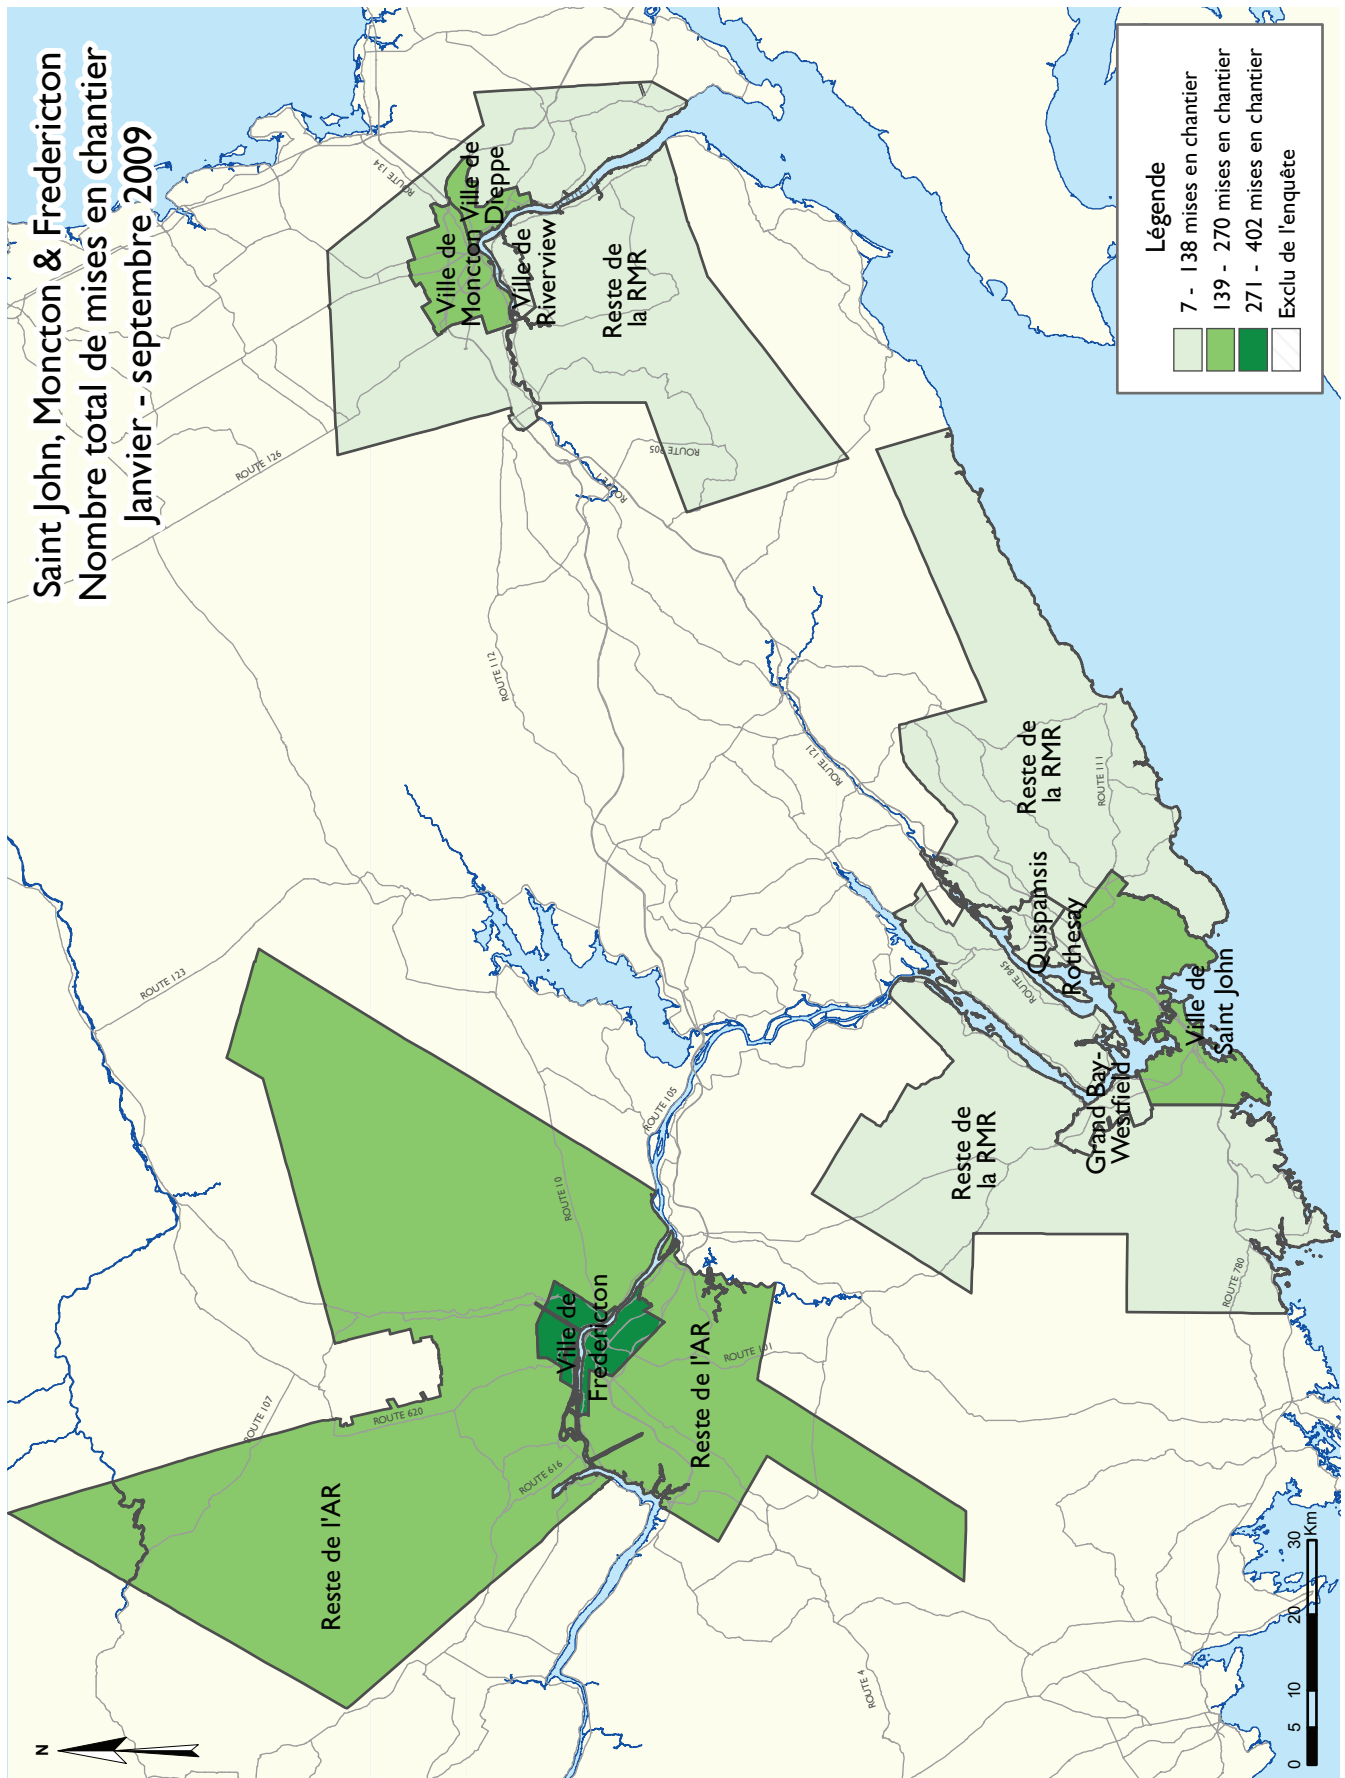 Saint John, Moncton & Fredericton
Nombre total de mises en chantier
Janvier - septembre 2009
N
ROUTE 134
ROUTE 126
Ville de
Moncton
Ville de
Dieppe
Ville de
Riverview
Reste de
la RMR
ROUTE 114
ROUTE 905
ROUTE 1
ROUTE 112
ROUTE 121
ROUTE 123
ROUTE 105
ROUTE 10
ROUTE 107
ROUTE 620
ROUTE 616
Reste de l'AR
Ville de
Fredericton
Reste de l'AR
ROUTE 101
ROUTE 4
Reste de
la RMR
ROUTE 111
Quispamsis
Rothesay
ROUTE 845
Ville de
Saint John
Grand Bay-
Westfield
Reste de
la RMR
ROUTE 780
Légende
7 - 138 mises en chantier
139 - 270 mises en chantier
271 - 402 mises en chantier
Exclu de l'enquête
0 5 10 20 30
Km